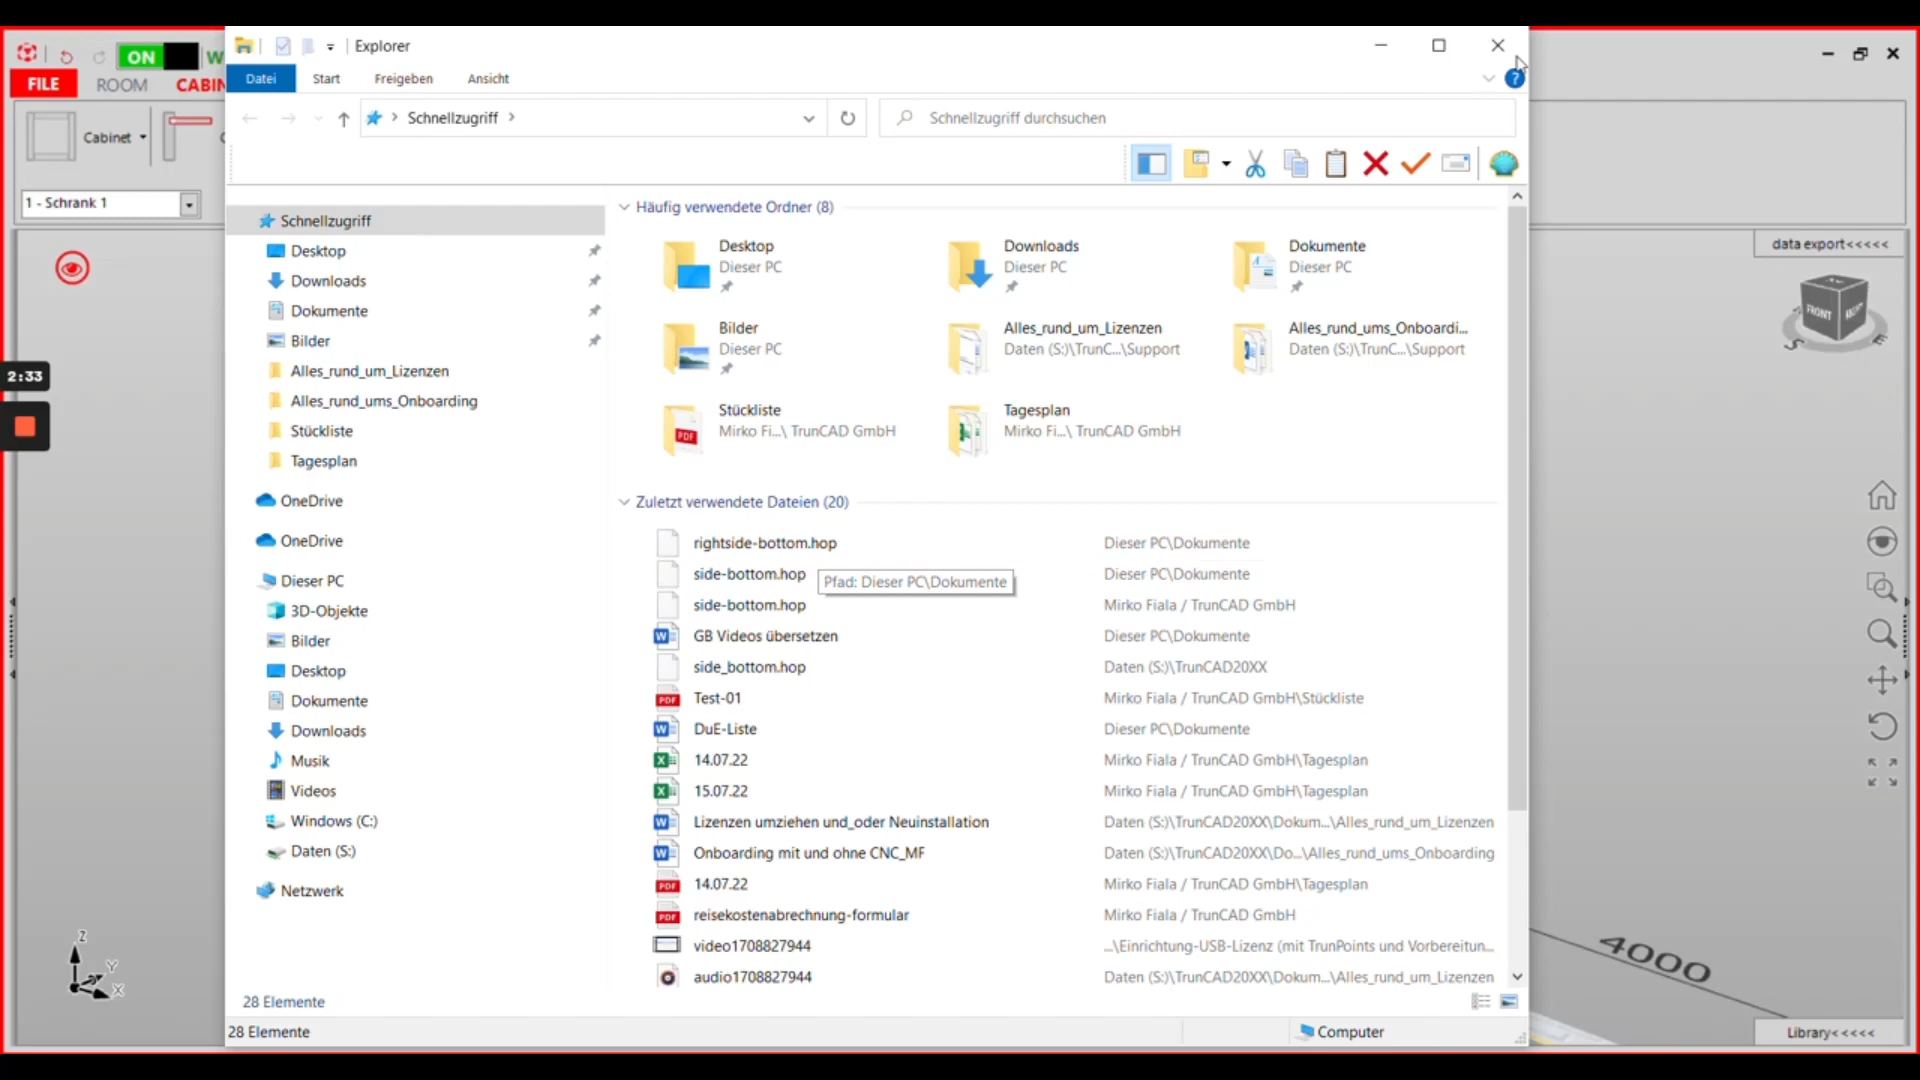 Explorer
ON
W
FILE
ROOM
CABIN
Datei
Start
Freigeben
Ansicht
?
Cabinet
Schnellzugriff
Schnellzugriff durchsuchen
1 - Schrank 1
data export<<<<<
FRONT
S
E
2:33
Schnellzugriff
Desktop
Downloads
Dokumente
Bilder
Alles_rund_um_Lizenzen
Alles_rund_ums_Onboarding
Stückliste
Tagesplan
OneDrive
OneDrive
Dieser PC
3D-Objekte
Bilder
Desktop
Dokumente
Downloads
Musik
Videos
Windows (C:)
Daten (S:)
Netzwerk
Häufig verwendete Ordner (8)
Desktop
Dieser PC
Downloads
Dieser PC
Dokumente
Dieser PC
Bilder
Dieser PC
Alles_rund_um_Lizenzen
Daten (S:)\TrunC...\Support
Alles_rund_ums_Onboardi...
Daten (S:)\TrunC...\Support
PDF
Stückliste
Mirko Fi...\ TrunCAD GmbH
Tagesplan
Mirko Fi...\ TrunCAD GmbH
Zuletzt verwendete Dateien (20)
rightside-bottom.hop Dieser PC\Dokumente
side-bottom.hop Dieser PC\Dokumente
Pfad: Dieser PC\Dokumente
side-bottom.hop Mirko Fiala / TrunCAD GmbH
GB Videos übersetzen Dieser PC\Dokumente
side_bottom.hop Daten (S:)\TrunCAD20XX
Test-01 Mirko Fiala / TrunCAD GmbH\Stückliste
DuE-Liste Dieser PC\Dokumente
14.07.22 Mirko Fiala / TrunCAD GmbH\Tagesplan
15.07.22 Mirko Fiala / TrunCAD GmbH\Tagesplan
Lizenzen umziehen und_oder Neuinstallation Daten (S:)\TrunCAD20XX\Dokum...\Alles_rund_um_Lizenzen
Onboarding mit und ohne CNC_MF Daten (S:)\TrunCAD20XX\Do...\Alles_rund_ums_Onboarding
14.07.22 Mirko Fiala / TrunCAD GmbH\Tagesplan
reisekostenabrechnung-formular Mirko Fiala / TrunCAD GmbH
video1708827944 ...\Einrichtung-USB-Lizenz (mit TrunPoints und Vorbereitun...
audio1708827944 Daten (S:)\TrunCAD20XX\Dokum...\Alles_rund_um_Lizenzen
Z
Y
X
4000
28 Elemente
28 Elemente
Computer
Library<<<<<